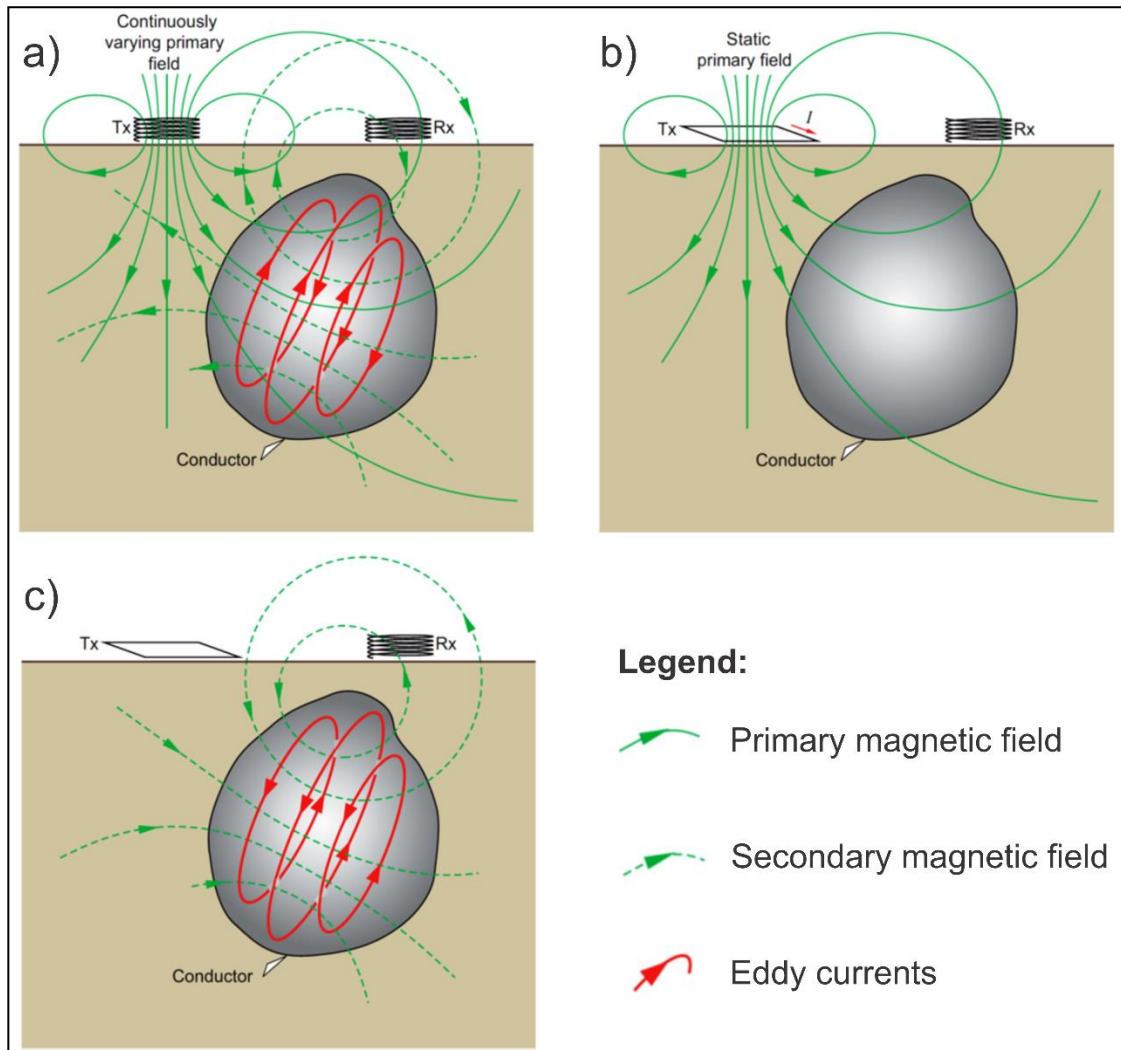 a)
Continuously
varying primary
field
Tx
Rx
Conductor
b)
Static
primary field
I
Tx
Rx
Conductor
c)
Tx
Rx
Conductor
Legend:
Primary magnetic field
Secondary magnetic field
Eddy currents